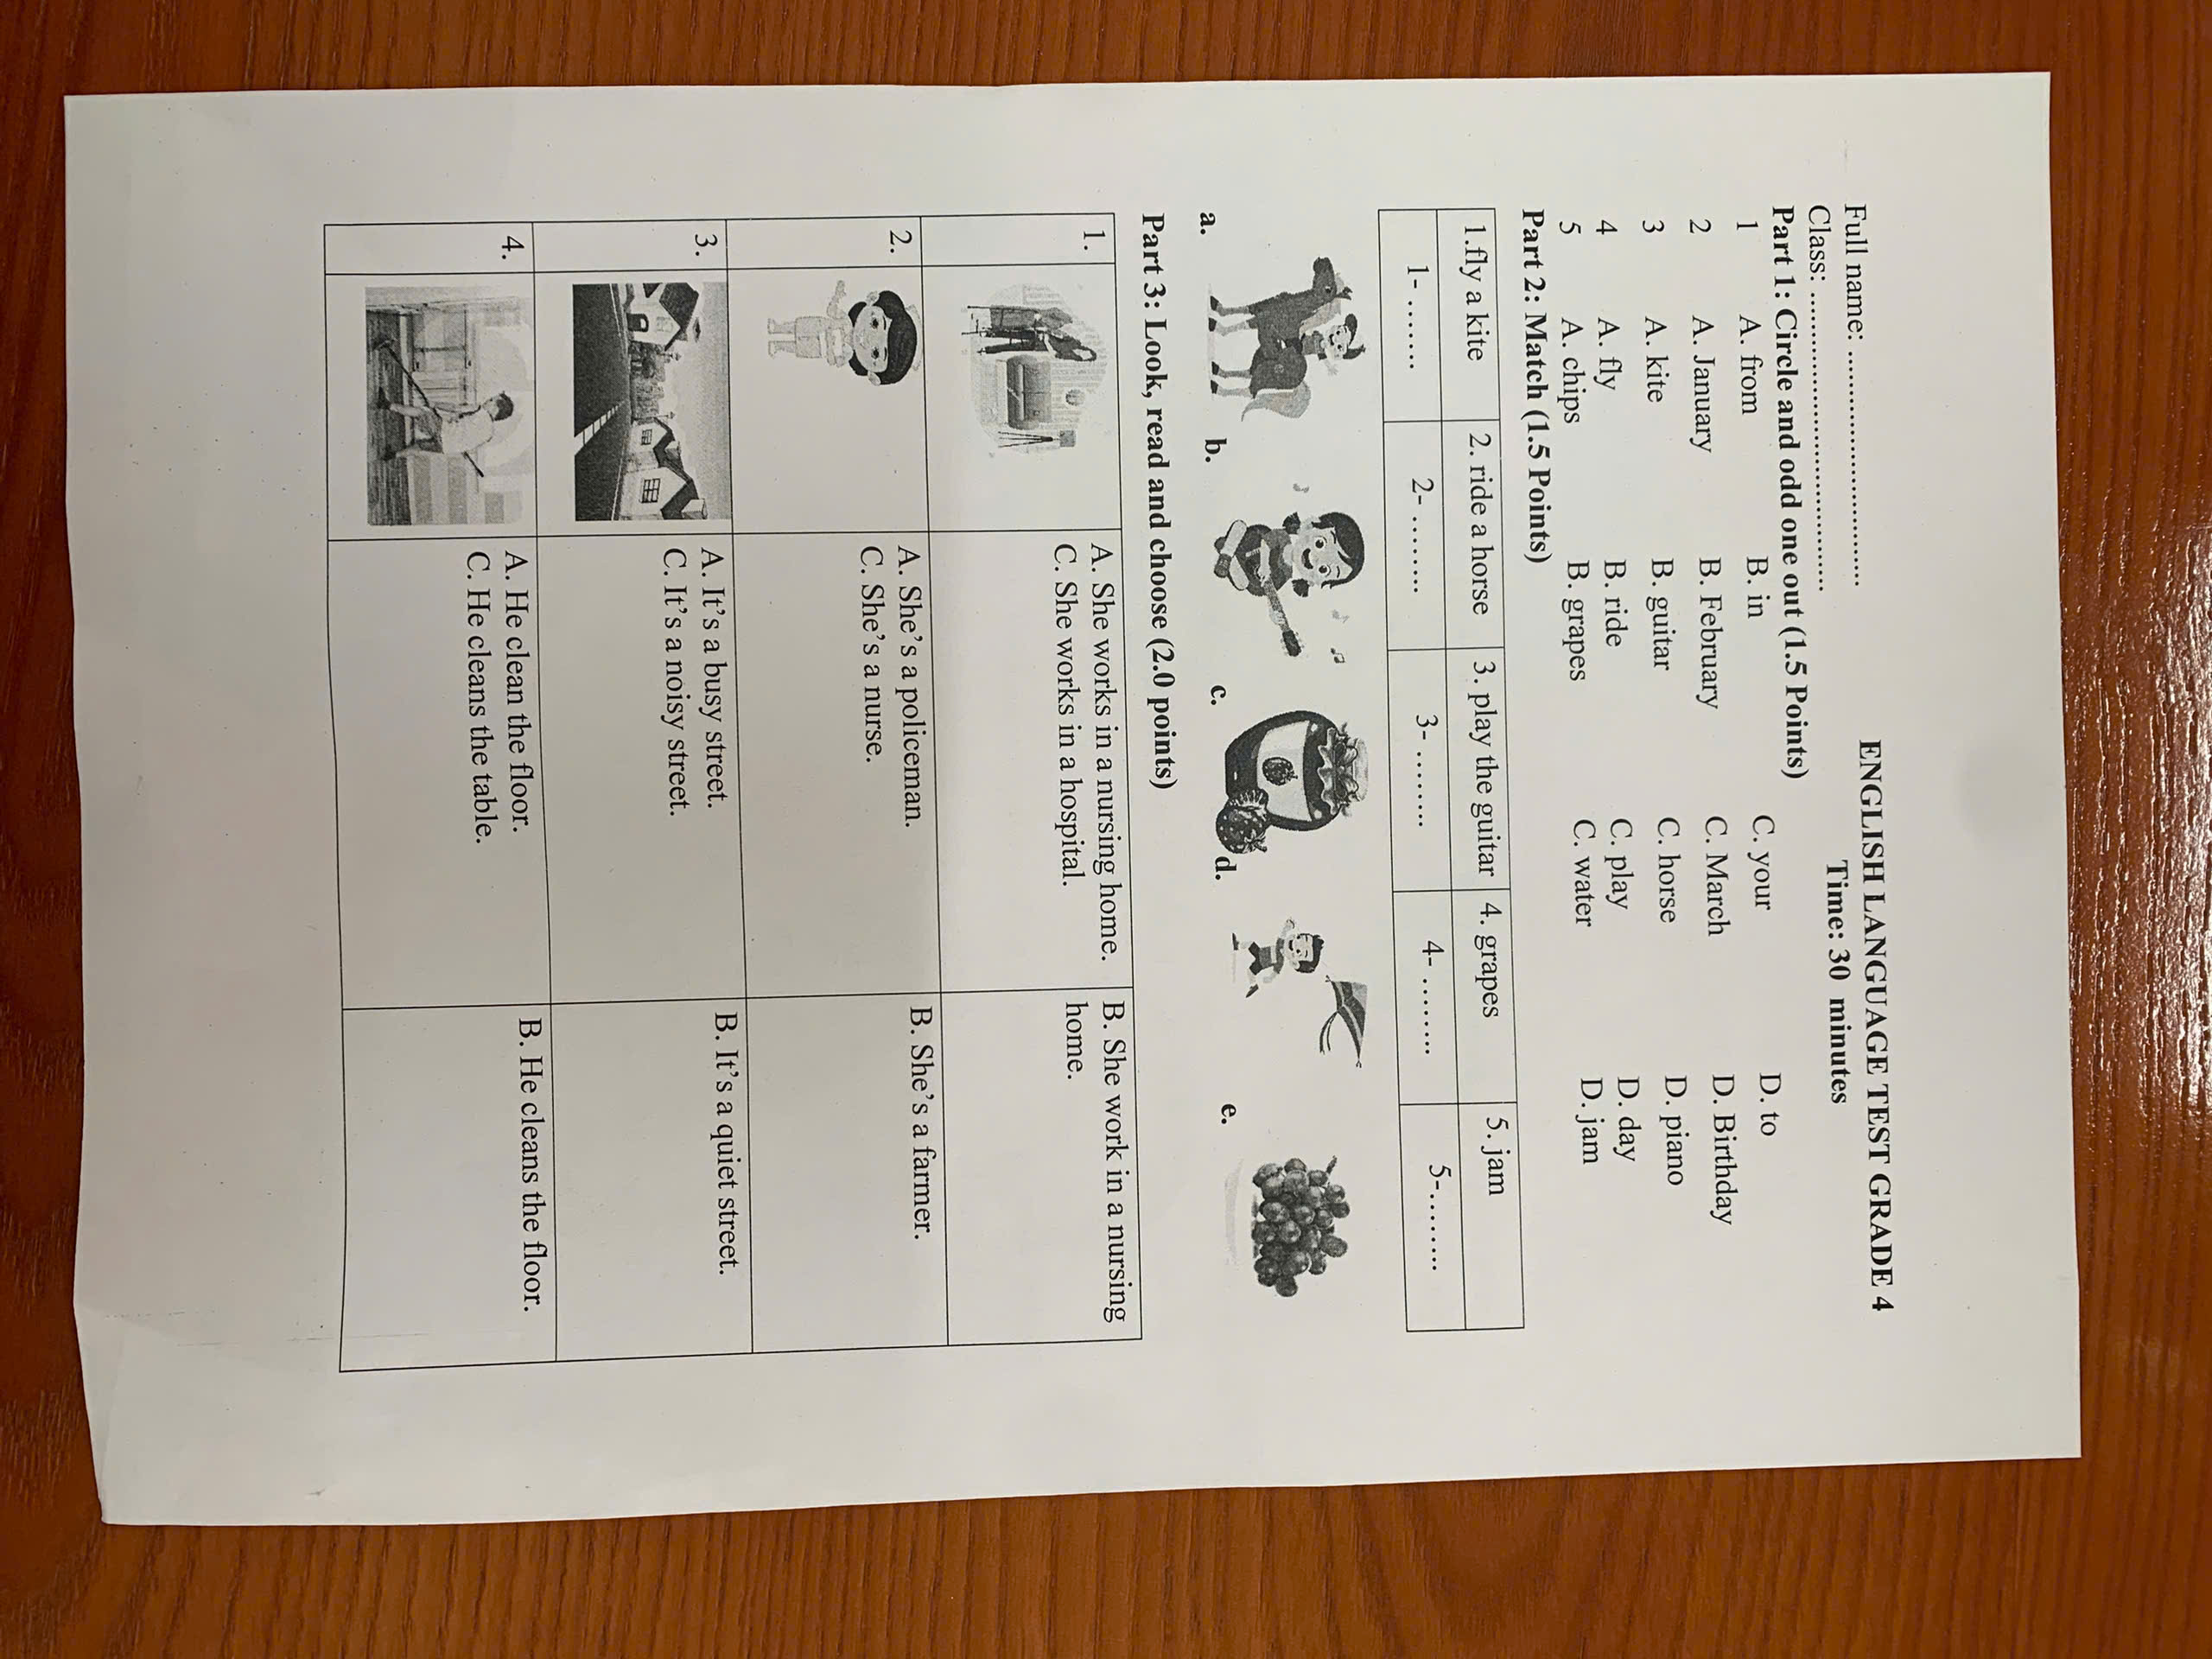 ENGLISH LANGUAGE TEST GRADE 4
Full name: ........................................ Time: 30 minutes
Class: ................................................
Part 1: Circle and odd one out (1.5 Points)
1 A. from B. in C. your D. to
2 A. January B. February C. March D. Birthday
3 A. kite B. guitar C. horse D. piano
4 A. fly B. ride C. play D. day
5 A. chips B. grapes C. water D. jam
Part 2: Match (1.5 Points)
1.fly a kite 2. ride a horse 3. play the guitar 4. grapes 5. jam
1- ........ 2- ......... 3- ........ 4- ........ 5-........
a. b. c. d. e.
Part 3: Look, read and choose (2.0 points)
1. A. She works in a nursing home. B. She work in a nursing
C. She works in a hospital. home.
2. A. She's a policeman. B. She's a farmer.
C. She's a nurse.
3. A. It's a busy street. B. It's a quiet street.
C. It's a noisy street.
4. A. He clean the floor. B. He cleans the floor.
C. He cleans the table.